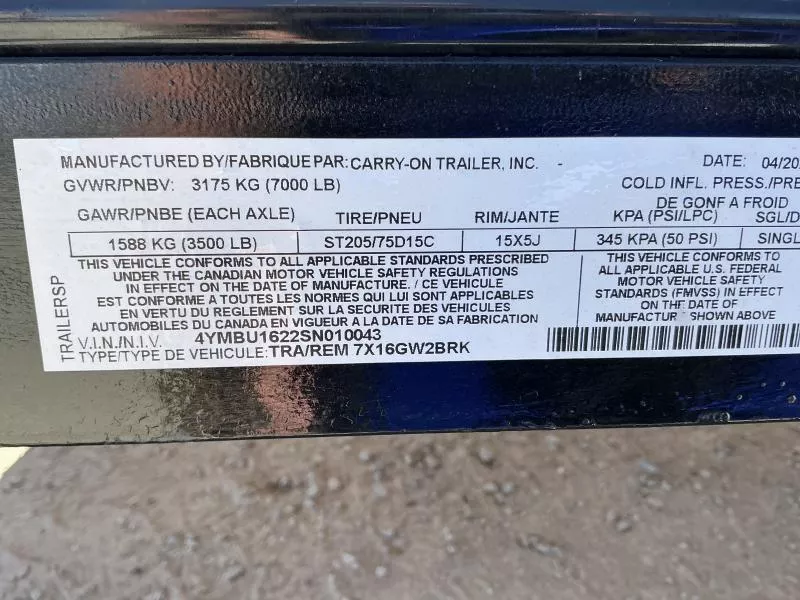 MANUFACTURED BY/FABRIQUE PAR: CARRY-ON TRAILER, INC. - DATE: 04/20
GVWR/PNBV: 3175 KG (7000 LB) COLD INFL. PRESS./PRE
DE GONF A FROID
GAWR/PNBE (EACH AXLE) TIRE/PNEU RIM/JANTE KPA (PSI/LPC) SGL/D
1588 KG (3500 LB) ST205/75D15C 15X5J 345 KPA (50 PSI) SINGL
THIS VEHICLE CONFORMS TO ALL APPLICABLE STANDARDS PRESCRIBED
UNDER THE CANADIAN MOTOR VEHICLE SAFETY REGULATIONS
IN EFFECT ON THE DATE OF MANUFACTURE. / CE VEHICULE
EST CONFORME A TOUTES LES NORMES QUI LUI SONT APPLICABLES
EN VERTU DU REGLEMENT SUR LA SECURITE DES VEHICULES
AUTOMOBILES DU CANADA EN VIGUEUR A LA DATE DE SA FABRICATION
THIS VEHICLE CONFORMS TO
ALL APPLICABLE U.S. FEDERAL
MOTOR VEHICLE SAFETY
STANDARDS (FMVSS) IN EFFECT
ON THE DATE OF
MANUFACTURE SHOWN ABOVE
TRAILERSP
V.I.N./N.I.V. 4YMBU1622SN010043
TYPE/TYPE DE VEHICULE: TRA/REM 7X16GW2BRK